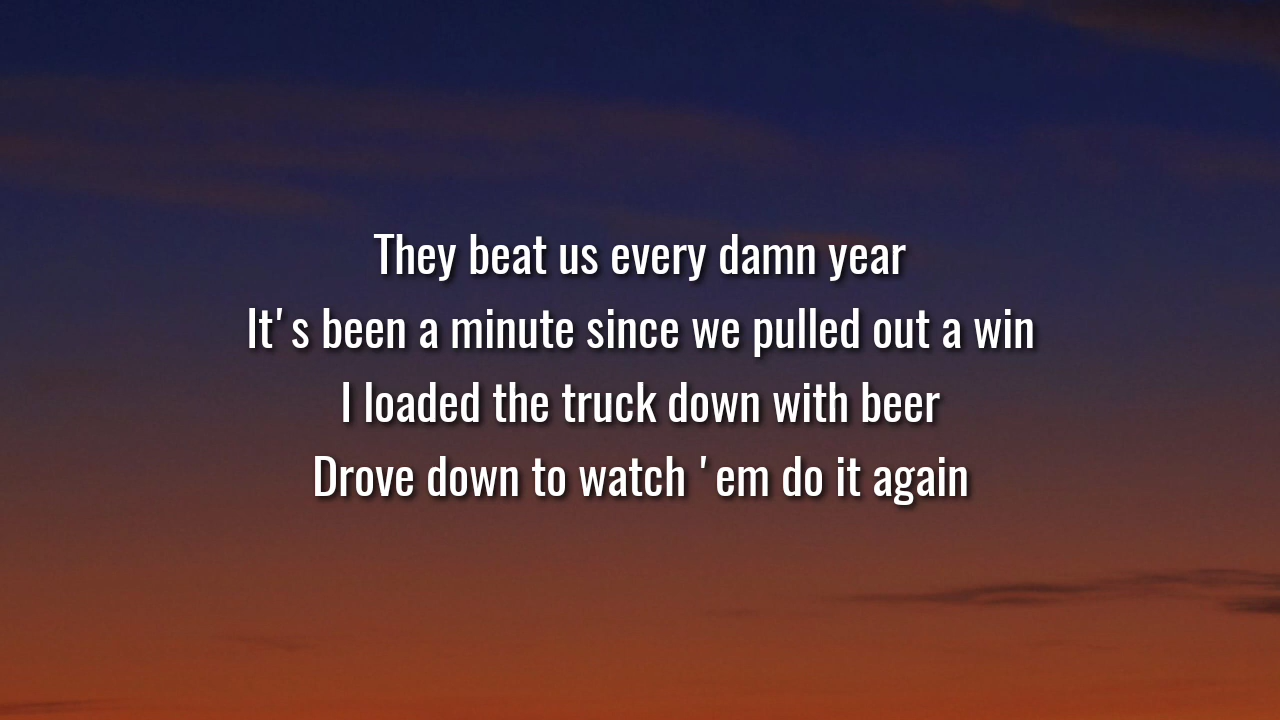 They beat us every damn year
It's been a minute since we pulled out a win
I loaded the truck down with beer
Drove down to watch 'em do it again